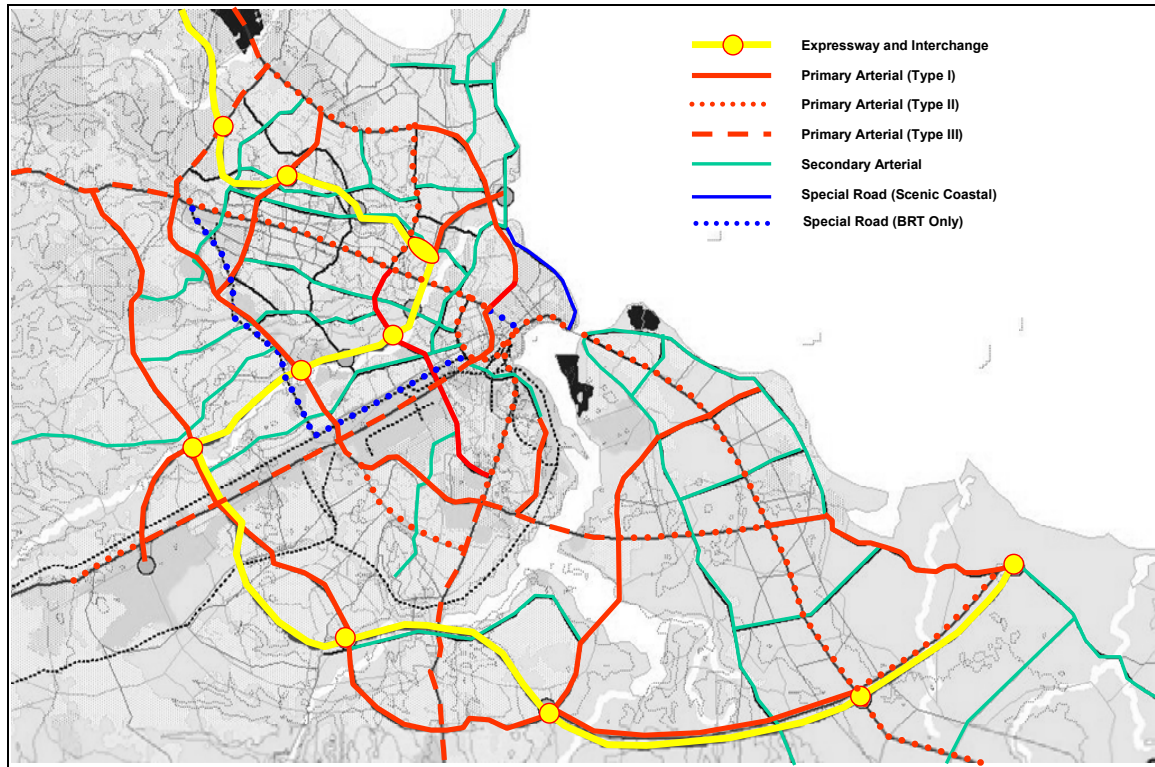 Expressway and Interchange
Primary Arterial (Type I)
Primary Arterial (Type II)
Primary Arterial (Type III)
Secondary Arterial
Special Road (Scenic Coastal)
Special Road (BRT Only)